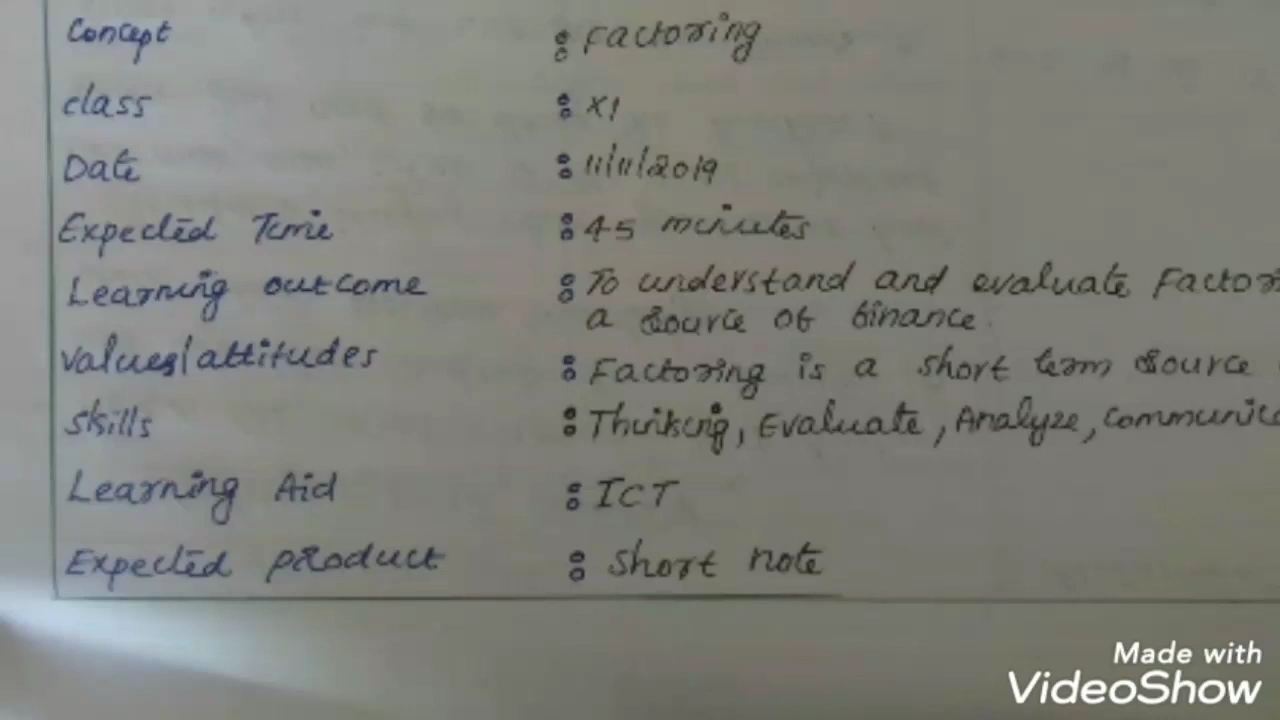 Concept : Factoring
class : XI
Date : 11/11/2019
Expected Time : 45 minutes
Learning outcome : To understand and evaluate Factor
a source of finance.
values/attitudes : Factoring is a short term source
skills : Thinking, Evaluate, Analyze, Communic
Learning Aid : ICT
Expected product : short note
Made with
VideoShow